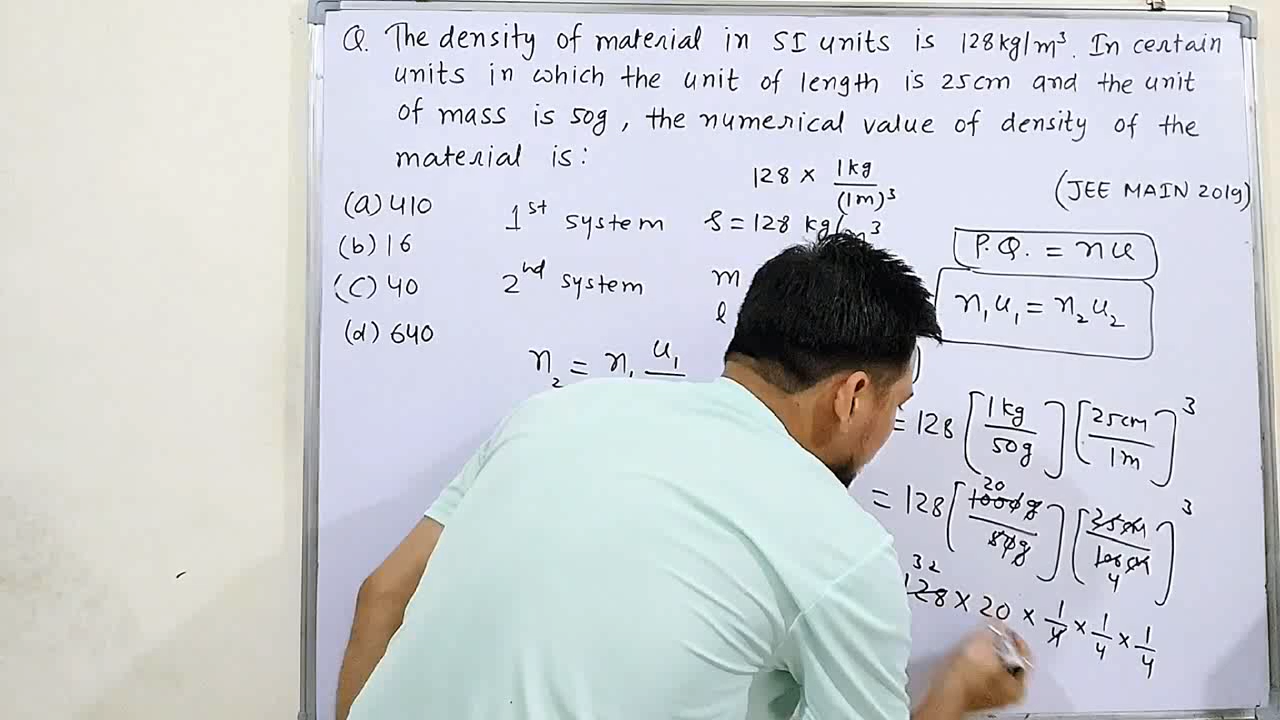 Q. The density of material in SI units is 128kg/m³. In certain
units in which the unit of length is 25cm and the unit
of mass is 50g, the numerical value of density of the
material is:
128 × 1kg/(1m)³
(JEE MAIN 2019)
(a) 410
1st system
ρ = 128 kg/m³
(b) 16
P.Q. = nu
(c) 40
2nd system
m
l
n₁u₁ = n₂u₂
(d) 640
n₂ = n₁ u₁
= 128 [1kg/50g] [25cm/1m]³
= 128 [1000g/50g] [25cm/100cm]³
20
4
32
128 × 20 × 1/4 × 1/4 × 1/4